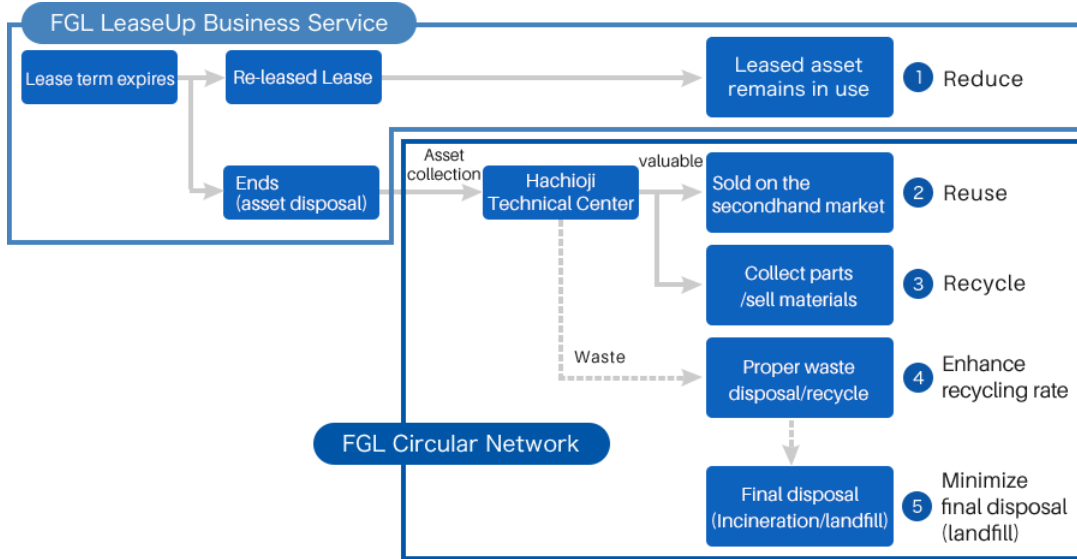 FGL LeaseUp Business Service
Lease term expires
Re-leased Lease
Leased asset
remains in use
1 Reduce
Ends
(asset disposal)
Asset
collection
Hachioji
Technical Center
valuable
Sold on the
secondhand market
2 Reuse
Collect parts
/sell materials
3 Recycle
Waste
Proper waste
disposal/recycle
4 Enhance
recycling rate
FGL Circular Network
Final disposal
(Incineration/landfill)
5 Minimize
final disposal
(landfill)